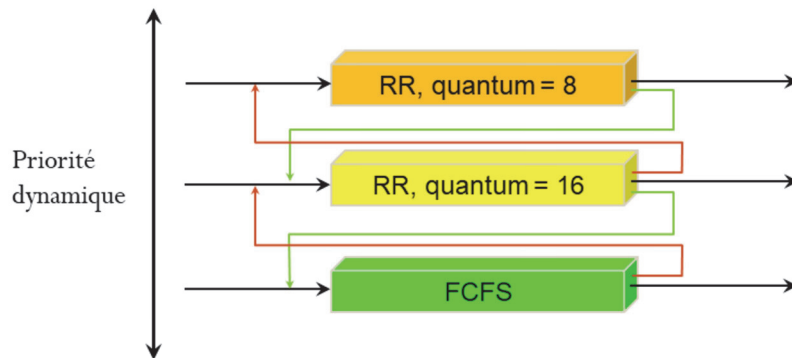 RR, quantum = 8
Priorité
dynamique
RR, quantum = 16
FCFS